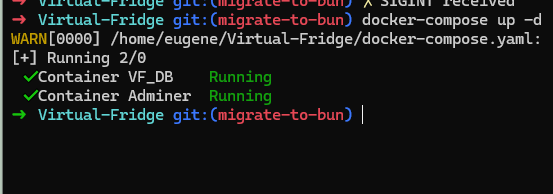 ➜ Virtual-Fridge git:(migrate-to-bun) ✗ SIGINT received
➜ Virtual-Fridge git:(migrate-to-bun) docker-compose up -d
WARN[0000] /home/eugene/Virtual-Fridge/docker-compose.yaml:
[+] Running 2/0
✓Container VF_DB Running
✓Container Adminer Running
➜ Virtual-Fridge git:(migrate-to-bun)